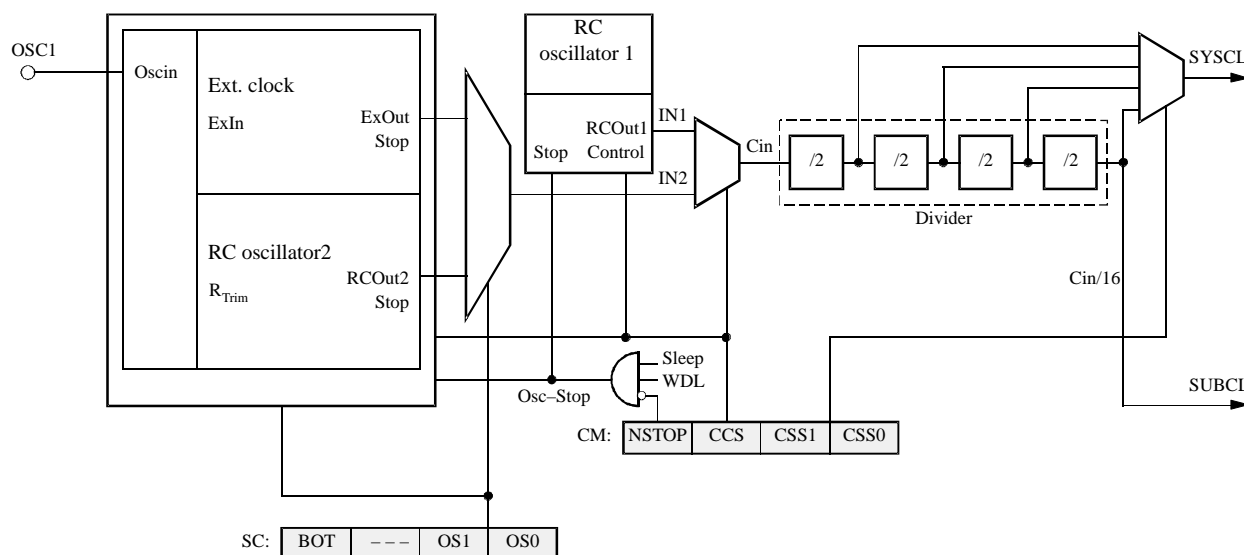 OSC1
Oscin
Ext. clock
ExIn
ExOut
Stop
RC oscillator2
RTrim
RCOut2
Stop
RC
oscillator 1
RCOut1
Stop Control
IN1
IN2
Cin
/2 /2 /2 /2
Divider
SYSCL
Cin/16
SUBCL
Sleep
WDL
Osc–Stop
CM: NSTOP CCS CSS1 CSS0
SC: BOT – – – OS1 OS0